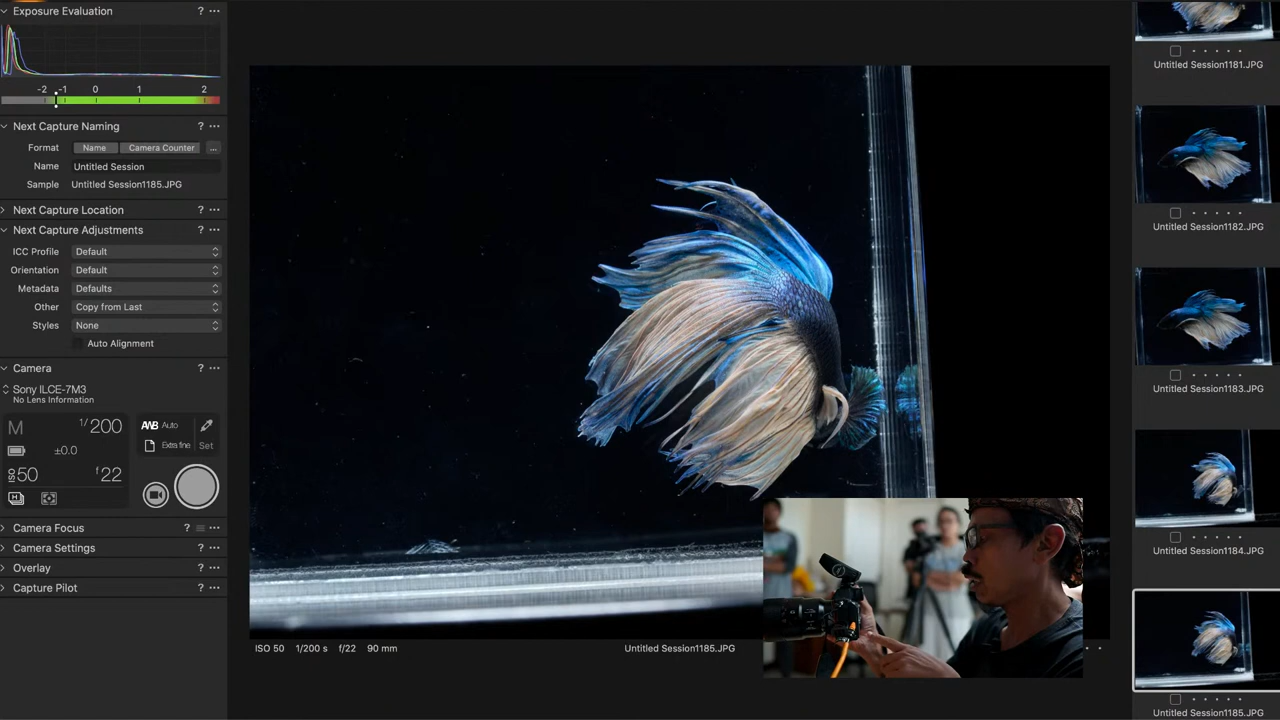 Exposure Evaluation ? ...
-2 -1 0 1 2
Next Capture Naming ? ...
Format Name Camera Counter ...
Name Untitled Session
Sample Untitled Session1185.JPG
Next Capture Location ? ...
Next Capture Adjustments ? ...
ICC Profile Default
Orientation Default
Metadata Defaults
Other Copy from Last
Styles None
Auto Alignment
Camera ? ...
Sony ILCE-7M3
No Lens Information
M 1/200
±0.0
ISO 50 f22
AWB Auto
Extra fine Set
Camera Focus ? ...
Camera Settings ? ...
Overlay ? ...
Capture Pilot ? ...
ISO 50 1/200 s f/22 90 mm
Untitled Session1185.JPG
Untitled Session1181.JPG
Untitled Session1182.JPG
Untitled Session1183.JPG
Untitled Session1184.JPG
Untitled Session1185.JPG